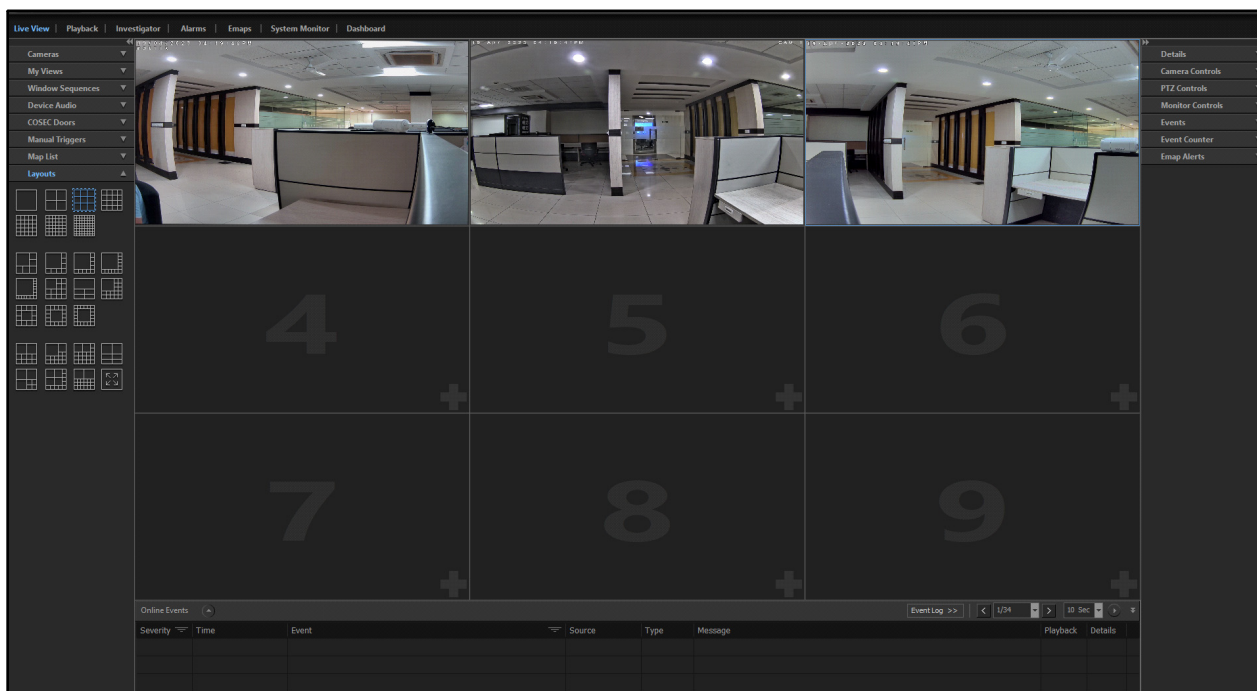 Live View | Playback | Investigator | Alarms | Emaps | System Monitor | Dashboard
Cameras
My Views
Window Sequences
Device Audio
COSEC Doors
Manual Triggers
Map List
Layouts
Details
Camera Controls
PTZ Controls
Monitor Controls
Events
Event Counter
Emap Alerts
4
5
6
7
8
9
Online Events
Event Log >>
1/34
10 Sec
Severity Time Event Source Type Message Playback Details